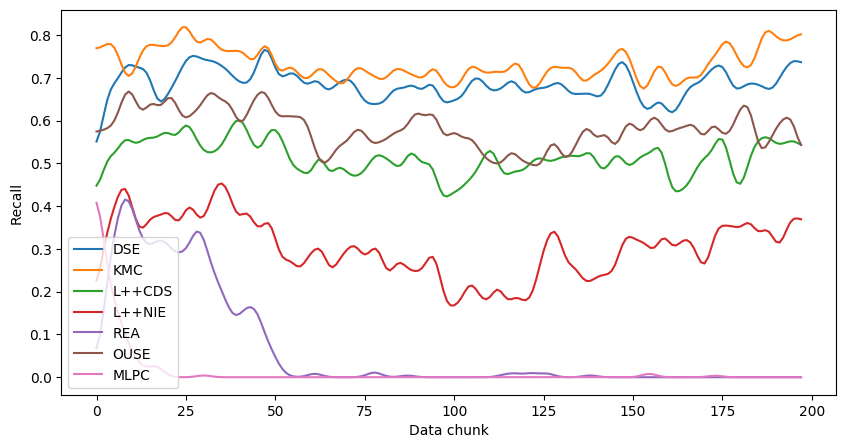 Recall
0.8
0.7
0.6
0.5
0.4
0.3
0.2
0.1
0.0
DSE
KMC
L++CDS
L++NIE
REA
OUSE
MLPC
0 25 50 75 100 125 150 175 200
Data chunk